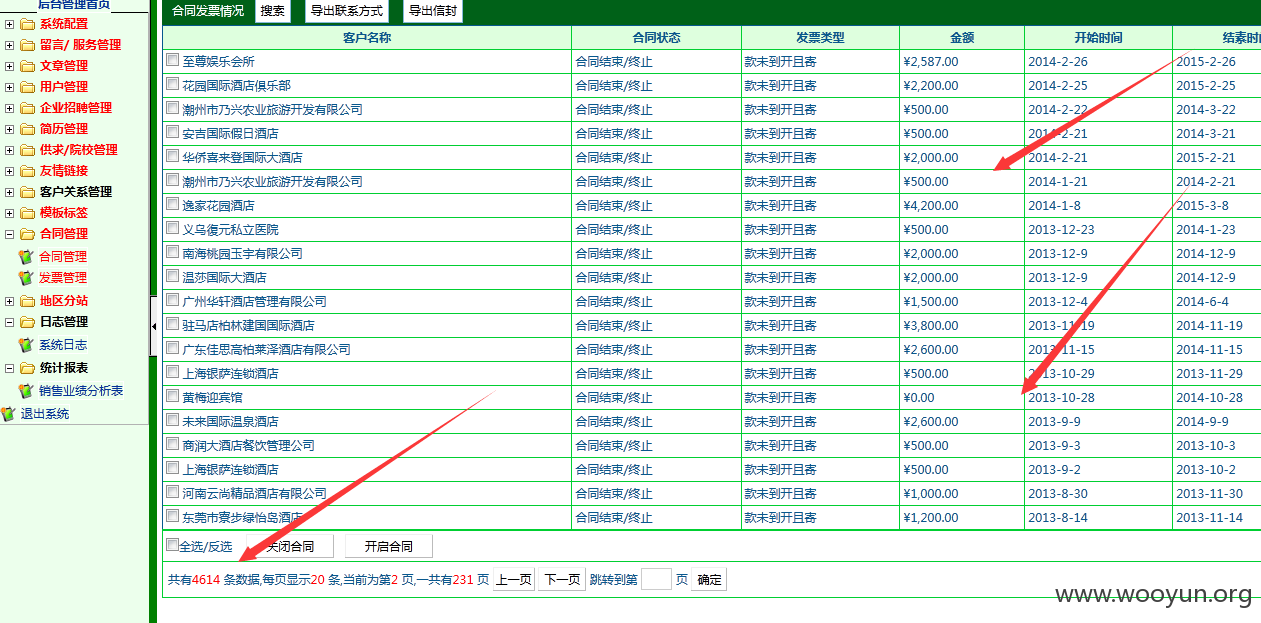 后台管理首页
系统配置
留言/ 服务管理
文章管理
用户管理
企业招聘管理
简历管理
供求/院校管理
友情链接
客户关系管理
模板标签
合同管理
合同管理
发票管理
地区分站
日志管理
系统日志
统计报表
销售业绩分析表
退出系统
合同发票情况 搜索 导出联系方式 导出信封
客户名称 合同状态 发票类型 金额 开始时间 结素时
至尊娱乐会所 合同结束/终止 款未到开且寄 ¥2,587.00 2014-2-26 2015-2-26
花园国际酒店俱乐部 合同结束/终止 款未到开且寄 ¥2,200.00 2014-2-25 2015-2-25
潮州市乃兴农业旅游开发有限公司 合同结束/终止 款未到开且寄 ¥500.00 2014-2-22 2014-3-22
安吉国际假日酒店 合同结束/终止 款未到开且寄 ¥500.00 2014-2-21 2014-3-21
华侨喜来登国际大酒店 合同结束/终止 款未到开且寄 ¥2,000.00 2014-2-21 2015-2-21
潮州市乃兴农业旅游开发有限公司 合同结束/终止 款未到开且寄 ¥500.00 2014-1-21 2014-2-21
逸家花园酒店 合同结束/终止 款未到开且寄 ¥4,200.00 2014-1-8 2015-3-8
义乌復元私立医院 合同结束/终止 款未到开且寄 ¥500.00 2013-12-23 2014-1-23
南海桃园玉宇有限公司 合同结束/终止 款未到开且寄 ¥2,000.00 2013-12-9 2014-12-9
温莎国际大酒店 合同结束/终止 款未到开且寄 ¥2,000.00 2013-12-9 2014-12-9
广州华轩酒店管理有限公司 合同结束/终止 款未到开且寄 ¥1,500.00 2013-12-4 2014-6-4
驻马店柏林建国国际酒店 合同结束/终止 款未到开且寄 ¥3,800.00 2013-11-19 2014-11-19
广东佳思高柏莱泽酒店有限公司 合同结束/终止 款未到开且寄 ¥2,600.00 2013-11-15 2014-11-15
上海银萨连锁酒店 合同结束/终止 款未到开且寄 ¥500.00 2013-10-29 2013-11-29
黄梅迎宾馆 合同结束/终止 款未到开且寄 ¥0.00 2013-10-28 2014-10-28
未来国际温泉酒店 合同结束/终止 款未到开且寄 ¥2,600.00 2013-9-9 2014-9-9
商润大酒店餐饮管理公司 合同结束/终止 款未到开且寄 ¥500.00 2013-9-3 2013-10-3
上海银萨连锁酒店 合同结束/终止 款未到开且寄 ¥500.00 2013-9-2 2013-10-2
河南云尚精品酒店有限公司 合同结束/终止 款未到开且寄 ¥1,000.00 2013-8-30 2013-11-30
东莞市寮步绿怡岛酒店 合同结束/终止 款未到开且寄 ¥1,200.00 2013-8-14 2013-11-14
全选/反选 关闭合同 开启合同
共有4614 条数据,每页显示20 条,当前为第2 页,一共有231 页 上一页 下一页 跳转到第 页 确定
www.wooyun.org